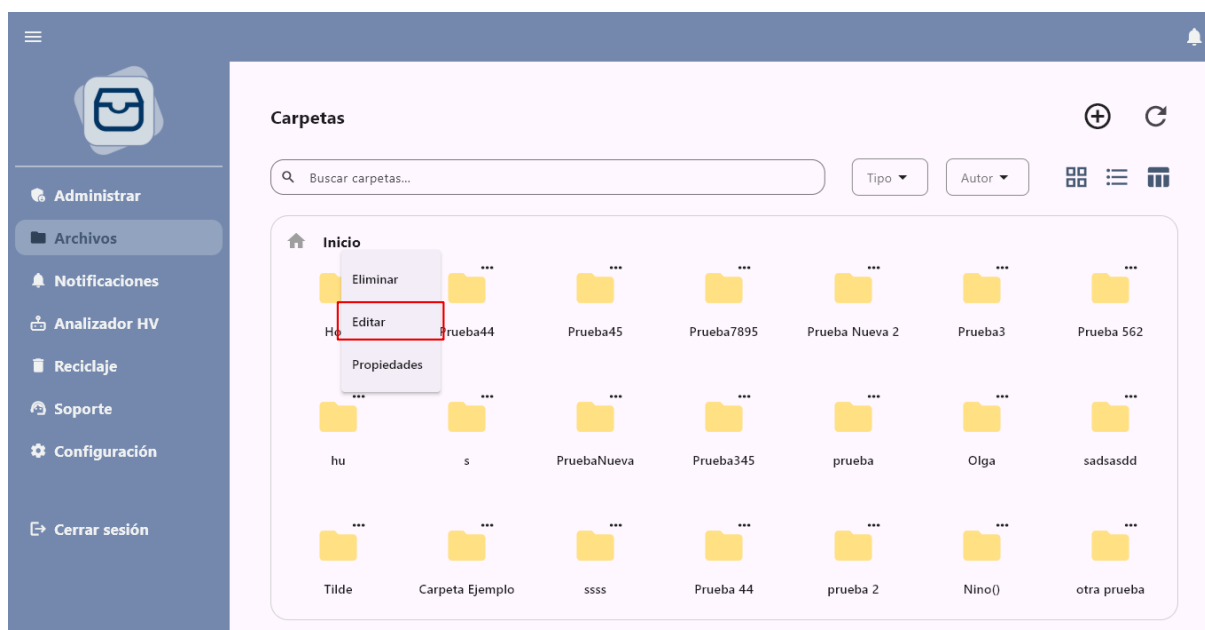 Carpetas
Administrar
Archivos
Notificaciones
Analizador HV
Reciclaje
Soporte
Configuración
Cerrar sesión
Buscar carpetas...
Tipo
Autor
Inicio
Eliminar
Editar
Propiedades
Prueba44
Prueba45
Prueba7895
Prueba Nueva 2
Prueba3
Prueba 562
hu
s
PruebaNueva
Prueba345
prueba
Olga
sadsasdd
Tilde
Carpeta Ejemplo
ssss
Prueba 44
prueba 2
Nino()
otra prueba